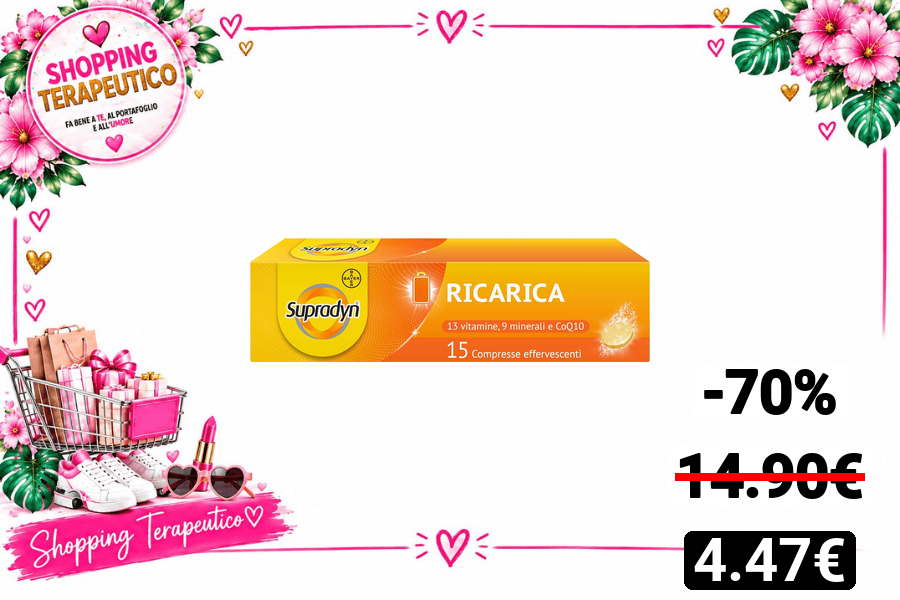 SHOPPING
TERAPEUTICO
FA BENE A TE, AL PORTAFOGLIO
E ALL'UMORE
Supradyn
BAYER
Supradyn®
RICARICA
13 vitamine, 9 minerali e CoQ10
15 Compresse effervescenti
-70%
14.90€
4.47€
Shopping Terapeutico